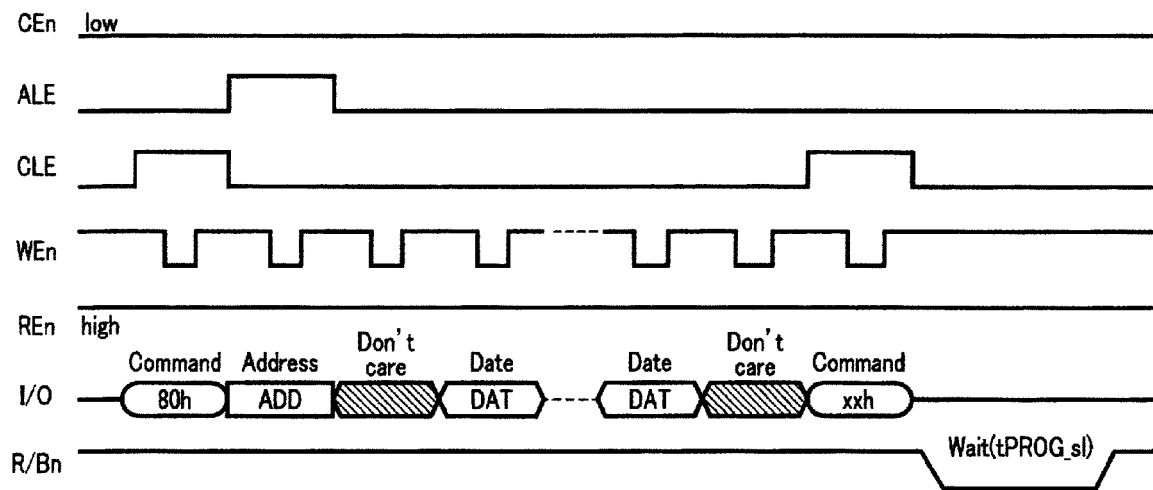 CEn low
ALE
CLE
WEn
REn high
Command Address Don't care Date Date Don't care Command
I/O 80h ADD DAT DAT xxh
R/Bn Wait(tPROG_sl)